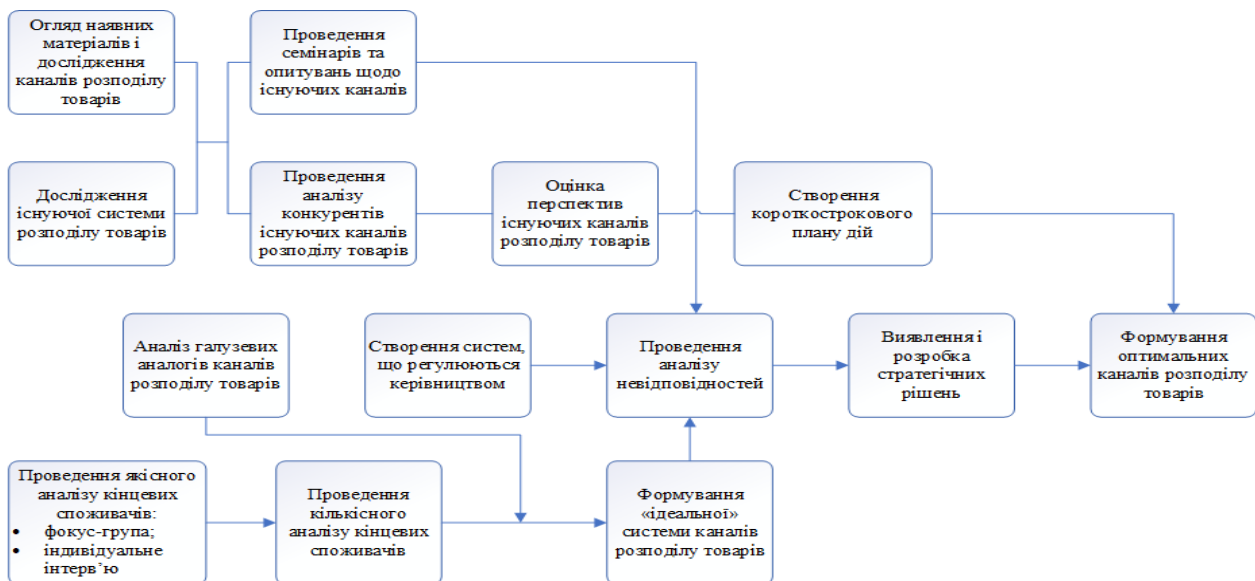 Огляд наявних
матеріалів і
дослідження
каналів розподілу
товарів
Проведення
семінарів та
опитувань щодо
існуючих каналів
Дослідження
існуючої системи
розподілу товарів
Проведення
аналізу
конкурентів
існуючих каналів
розподілу товарів
Оцінка
перспектив
існуючих каналів
розподілу товарів
Створення
короткострокового
плану дій
Аналіз галузевих
аналогів каналів
розподілу товарів
Створення систем,
що регулюються
керівництвом
Проведення
аналізу
невідповідностей
Виявлення і
розробка
стратегічних
рішень
Формування
оптимальних
каналів розподілу
товарів
Проведення якісного
аналізу кінцевих
споживачів:
• фокус-група;
• індивідуальне
інтерв’ю
Проведення
кількісного
аналізу кінцевих
споживачів
Формування
«ідеальної»
системи каналів
розподілу товарів